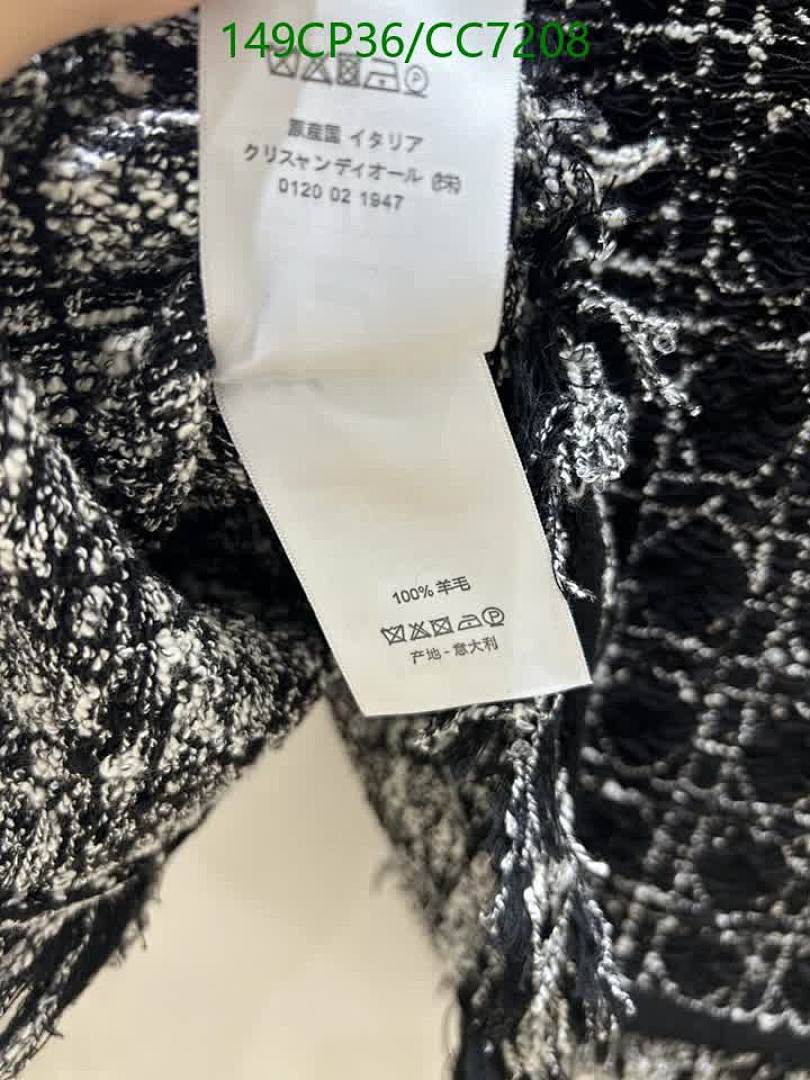 149CP36/CC7208
原産国 イタリア
クリスャンディオール (株)
0120 02 1947
100% 羊毛
产地 - 意大利